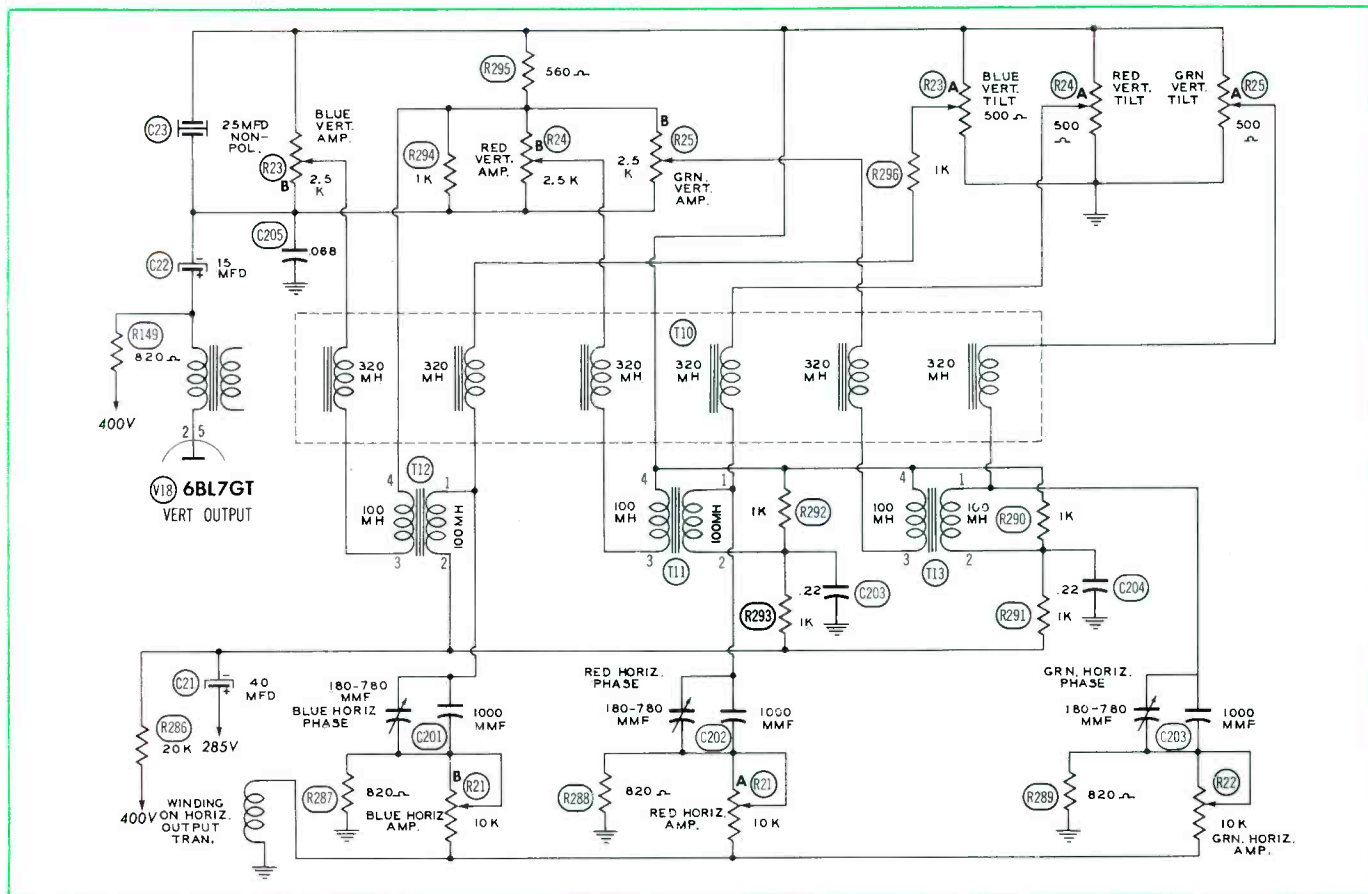 R295
560 Ω
C23
25MFD
NON-
POL.
BLUE
VERT.
AMP.
R23
B
2.5
K
R294
1K
RED
VERT.
AMP.
B
R24
2.5K
B
R25
2.5
K
GRN.
VERT.
AMP.
R296
1K
R23
A
BLUE
VERT.
TILT
500 Ω
R24
A
RED
VERT.
TILT
500
Ω
GRN
VERT.
TILT
R25
A
500
Ω
C205
.068
C22
-
+
15
MFD
R149
820 Ω
400V
2 5
V18 6BL7GT
VERT OUTPUT
T10
320
MH
320
MH
320
MH
320
MH
320
MH
320
MH
T12
4
1
100
MH
100MH
3
2
T11
4
1
100
MH
100MH
3
2
1K
R292
R293
1K
.22
C203
T13
4
1
100
MH
100
MH
3
2
R290
1K
R291
1K
.22
C204
C21
-
+
40
MFD
285V
R286
20K
400V
WINDING
ON HORIZ.
OUTPUT
TRAN.
180-780
MMF
BLUE HORIZ
PHASE
1000
MMF
C201
R287
820 Ω
B
R21
BLUE HORIZ
AMP.
10K
RED HORIZ.
PHASE
180-780
MMF
1000
MMF
C202
R288
820 Ω
A
R21
RED HORIZ.
AMP.
10K
GRN. HORIZ.
PHASE
180-780
MMF
1000
MMF
C203
R289
820 Ω
R22
10K
GRN. HORIZ.
AMP.